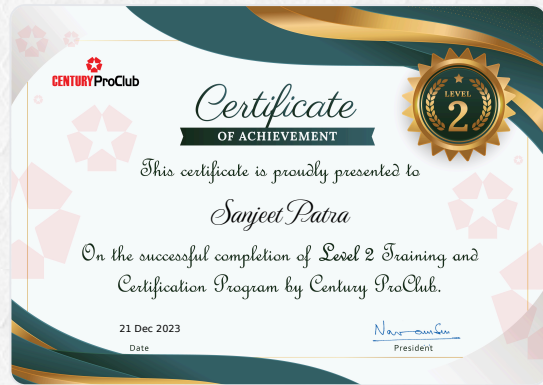 CENTURY ProClub
Certificate
OF ACHIEVEMENT
LEVEL
2
This certificate is proudly presented to
Sanjeet Patra
On the successful completion of Level 2 Training and
Certification Program by Century ProClub.
21 Dec 2023
Date
President